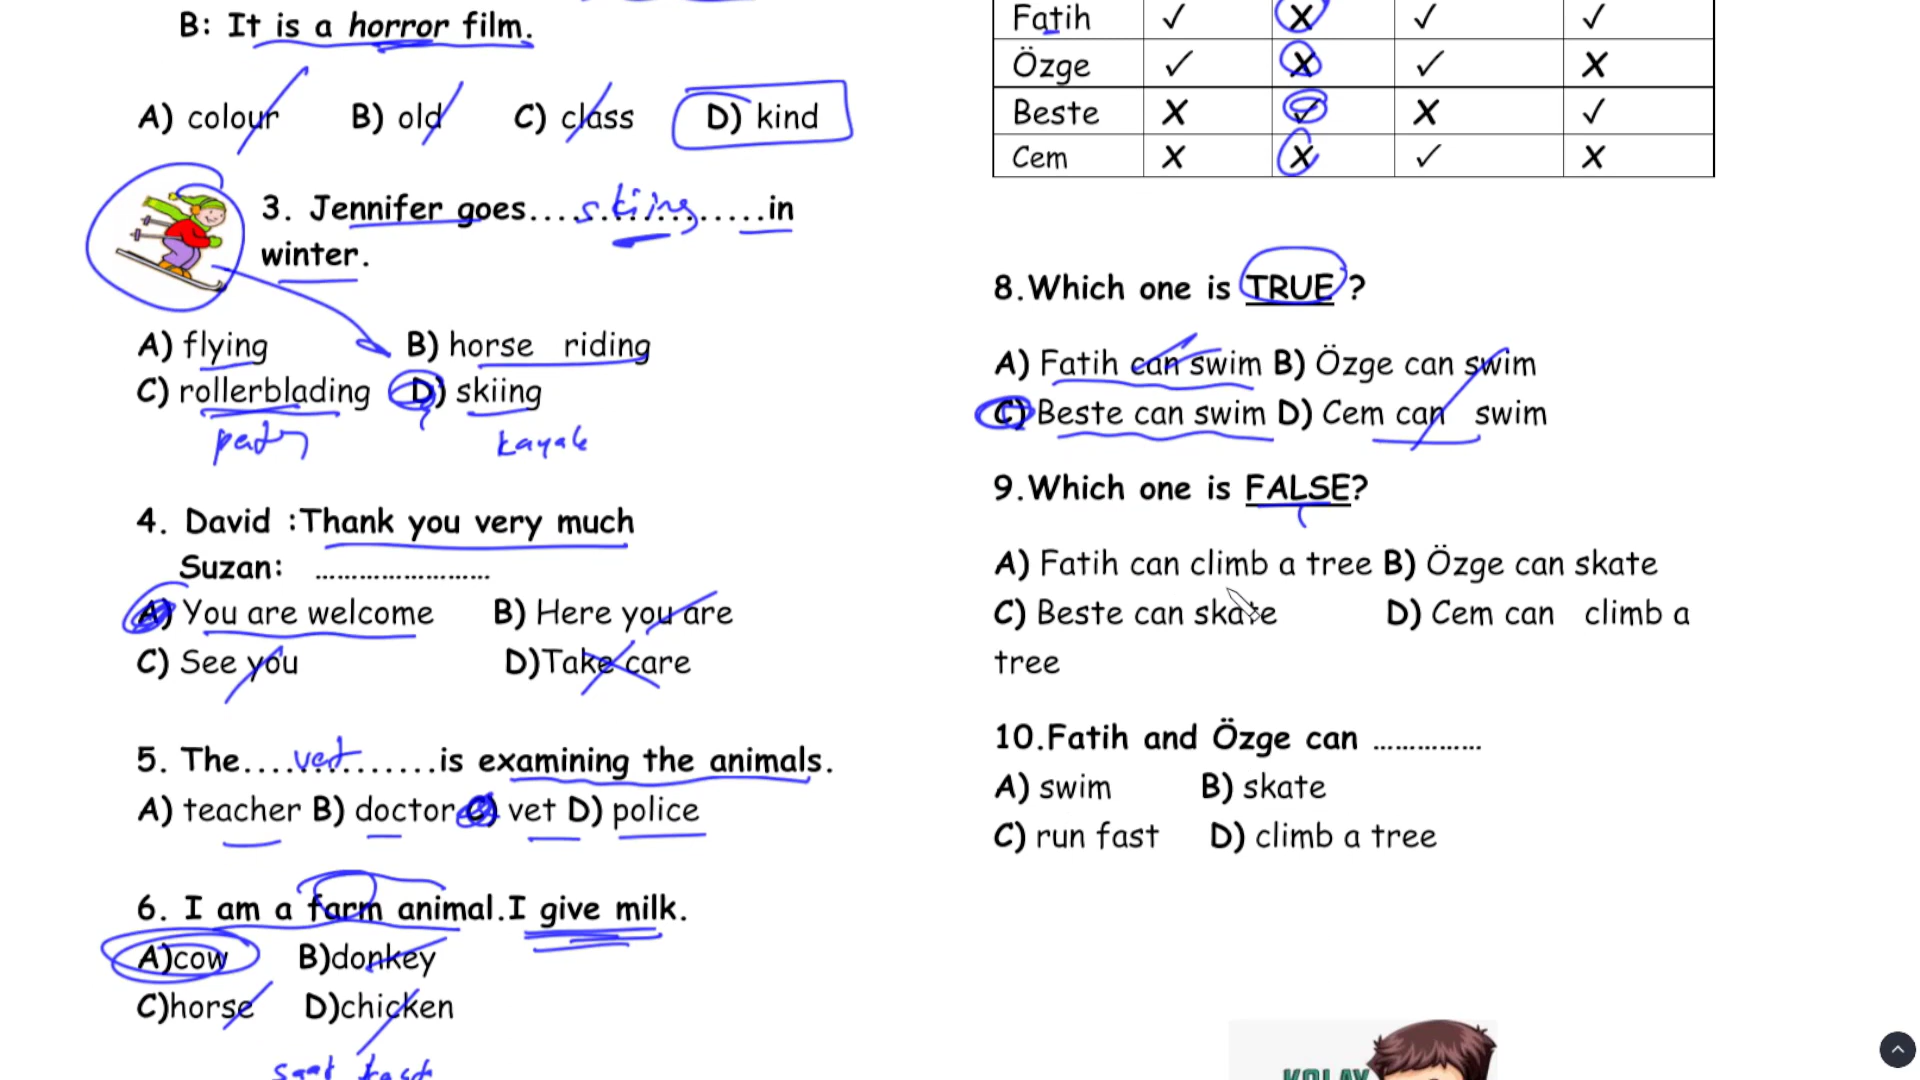 B: It is a horror film.
A) colour B) old C) class D) kind
3. Jennifer goes....skiing.....in
winter.
A) flying B) horse riding
C) rollerblading D) skiing
kayak
4. David :Thank you very much
Suzan: ........................
A) You are welcome B) Here you are
C) See you D)Take care
5. The....vet.......is examining the animals.
A) teacher B) doctor C) vet D) police
6. I am a farm animal.I give milk.
A)cow B)donkey
C)horse D)chicken
Fatih ✓ X ✓ ✓
Özge ✓ X ✓ X
Beste X ✓ X ✓
Cem X X ✓ X
8.Which one is TRUE ?
A) Fatih can swim B) Özge can swim
C) Beste can swim D) Cem can swim
9.Which one is FALSE?
A) Fatih can climb a tree B) Özge can skate
C) Beste can skate D) Cem can climb a
tree
10.Fatih and Özge can ...............
A) swim B) skate
C) run fast D) climb a tree
KOLAY